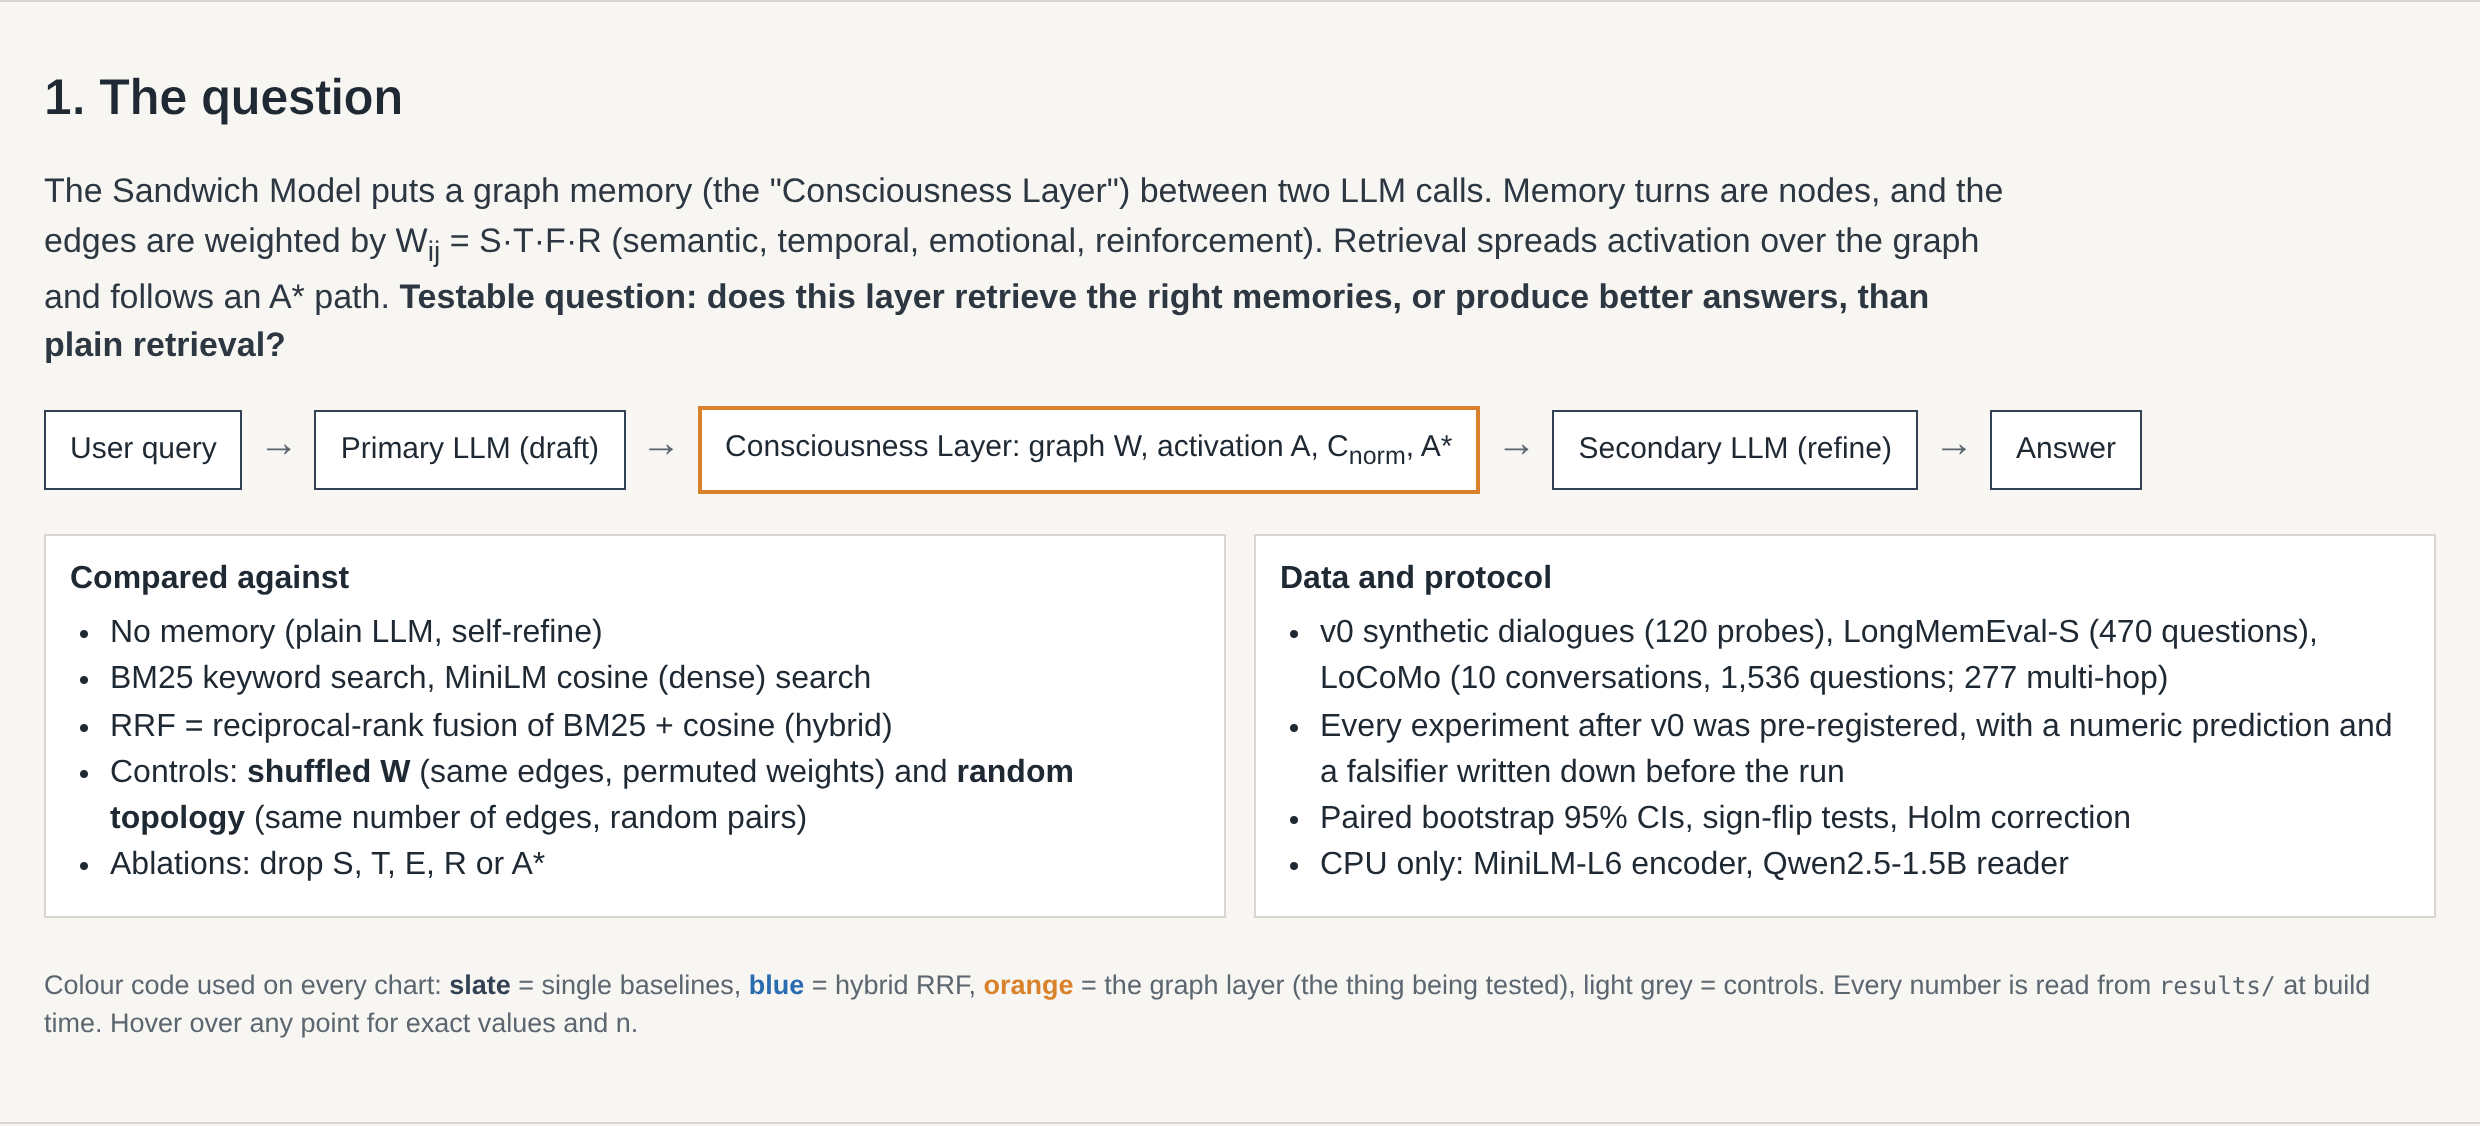 1. The question
The Sandwich Model puts a graph memory (the "Consciousness Layer") between two LLM calls. Memory turns are nodes, and the
edges are weighted by Wij = S·T·F·R (semantic, temporal, emotional, reinforcement). Retrieval spreads activation over the graph
and follows an A* path. Testable question: does this layer retrieve the right memories, or produce better answers, than
plain retrieval?
User query → Primary LLM (draft) → Consciousness Layer: graph W, activation A, Cnorm, A* → Secondary LLM (refine) → Answer
Compared against
• No memory (plain LLM, self-refine)
• BM25 keyword search, MiniLM cosine (dense) search
• RRF = reciprocal-rank fusion of BM25 + cosine (hybrid)
• Controls: shuffled W (same edges, permuted weights) and random
topology (same number of edges, random pairs)
• Ablations: drop S, T, E, R or A*
Data and protocol
• v0 synthetic dialogues (120 probes), LongMemEval-S (470 questions),
LoCoMo (10 conversations, 1,536 questions; 277 multi-hop)
• Every experiment after v0 was pre-registered, with a numeric prediction and
a falsifier written down before the run
• Paired bootstrap 95% CIs, sign-flip tests, Holm correction
• CPU only: MiniLM-L6 encoder, Qwen2.5-1.5B reader
Colour code used on every chart: slate = single baselines, blue = hybrid RRF, orange = the graph layer (the thing being tested), light grey = controls. Every number is read from results/ at build
time. Hover over any point for exact values and n.